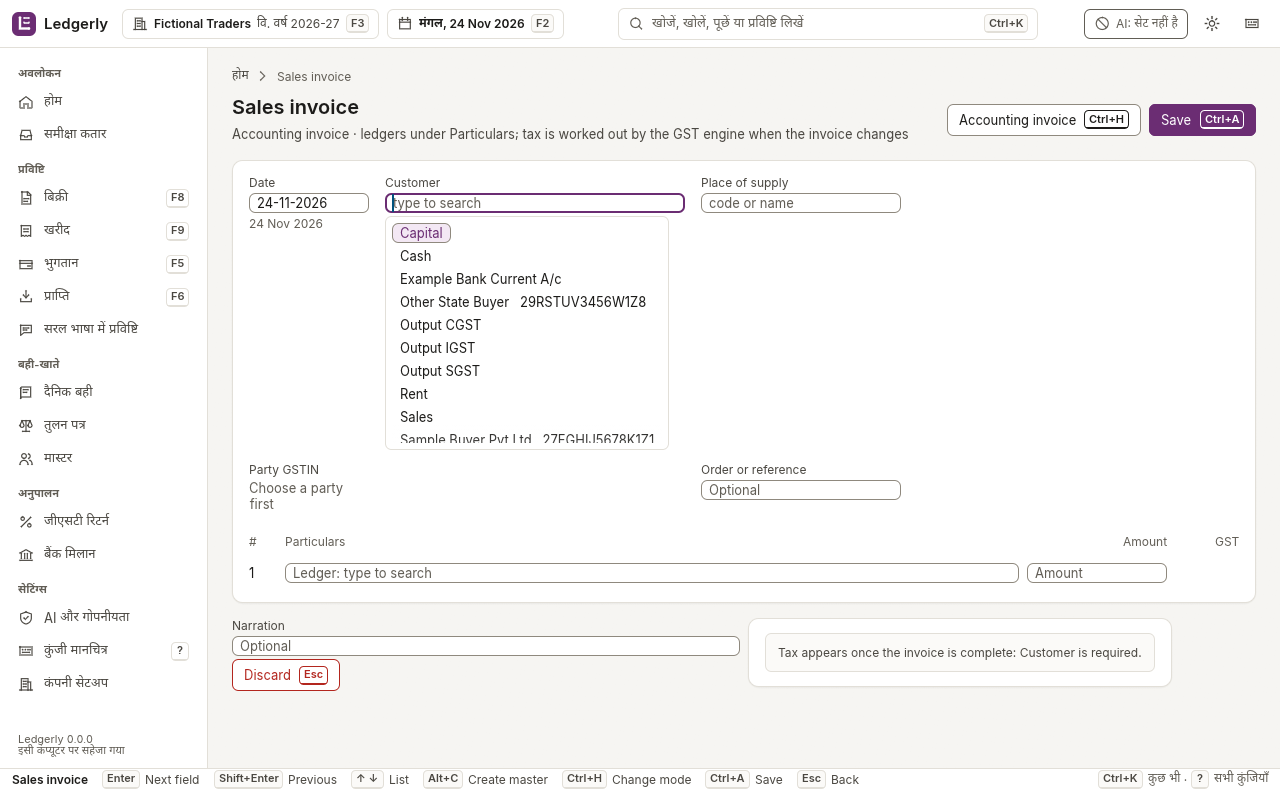 Ledgerly
Fictional Traders वि. वर्ष 2026-27 F3
मंगल, 24 Nov 2026 F2
खोजें, खोलें, पूछें या प्रविष्टि लिखें Ctrl+K
AI: सेट नहीं है
अवलोकन
होम
समीक्षा कतार
प्रविष्टि
बिक्री F8
खरीद F9
भुगतान F5
प्राप्ति F6
सरल भाषा में प्रविष्टि
बही-खाते
दैनिक बही
तुलन पत्र
मास्टर
अनुपालन
जीएसटी रिटर्न
बैंक मिलान
सेटिंग्स
AI और गोपनीयता
कुंजी मानचित्र ?
कंपनी सेटअप
Ledgerly 0.0.0
इसी कंप्यूटर पर सहेजा गया
होम Sales invoice
Sales invoice
Accounting invoice · ledgers under Particulars; tax is worked out by the GST engine when the invoice changes
Accounting invoice Ctrl+H
Save Ctrl+A
Date Customer Place of supply
24-11-2026 type to search code or name
24 Nov 2026
Capital
Cash
Example Bank Current A/c
Other State Buyer 29RSTUV3456W1Z8
Output CGST
Output IGST
Output SGST
Rent
Sales
Sample Buyer Pvt Ltd 27FGHIJ5678K1Z1
Party GSTIN Order or reference
Choose a party first Optional
# Particulars Amount GST
1 Ledger: type to search Amount
Narration
Optional
Discard Esc
Tax appears once the invoice is complete: Customer is required.
Sales invoice Enter Next field Shift+Enter Previous ↑ ↓ List Alt+C Create master Ctrl+H Change mode Ctrl+A Save Esc Back Ctrl+K कुछ भी · ? सभी कुंजियाँ